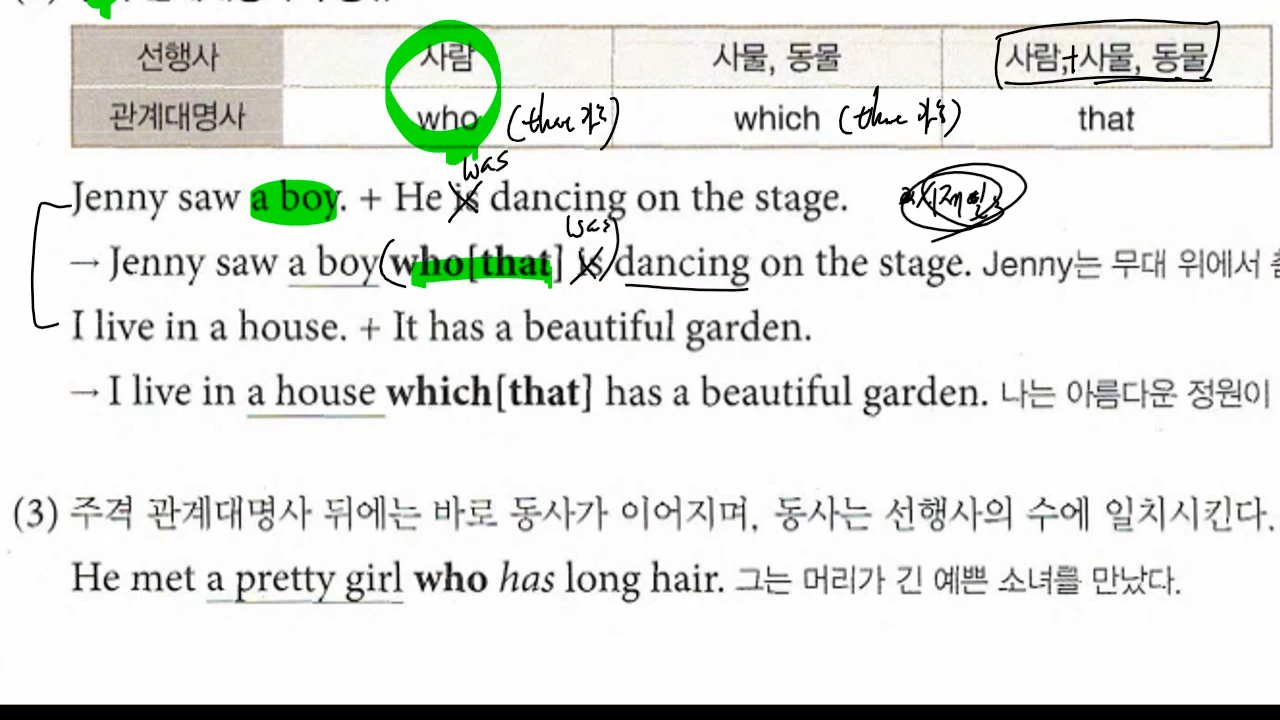 선행사 사람 사물, 동물 사람,+사물, 동물
관계대명사 who (that 가능) which (that 가능) that
was
Jenny saw a boy. + He is dancing on the stage. 시제일치
was
→ Jenny saw a boy (who[that] is) dancing on the stage. Jenny는 무대 위에서
I live in a house. + It has a beautiful garden.
→ I live in a house which[that] has a beautiful garden. 나는 아름다운 정원이
(3) 주격 관계대명사 뒤에는 바로 동사가 이어지며, 동사는 선행사의 수에 일치시킨다.
He met a pretty girl who has long hair. 그는 머리가 긴 예쁜 소녀를 만났다.